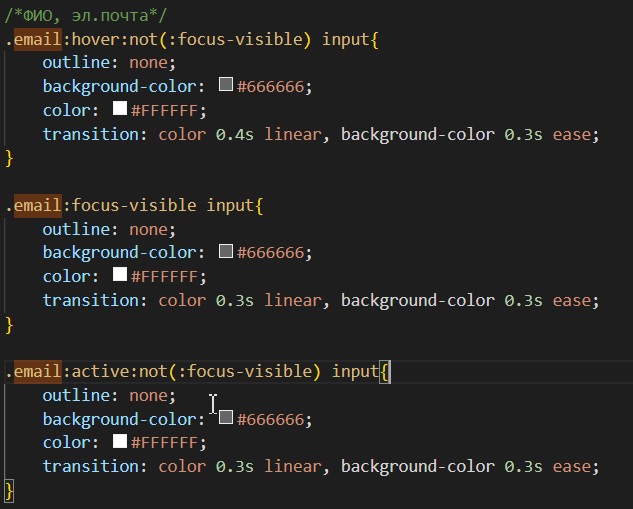 /*ФИО, эл.почта*/
.email:hover:not(:focus-visible) input{
    outline: none;
    background-color: #666666;
    color: #FFFFFF;
    transition: color 0.4s linear, background-color 0.3s ease;
}

.email:focus-visible input{
    outline: none;
    background-color: #666666;
    color: #FFFFFF;
    transition: color 0.3s linear, background-color 0.3s ease;
}

.email:active:not(:focus-visible) input{
    outline: none;
    background-color: #666666;
    color: #FFFFFF;
    transition: color 0.3s linear, background-color 0.3s ease;
}